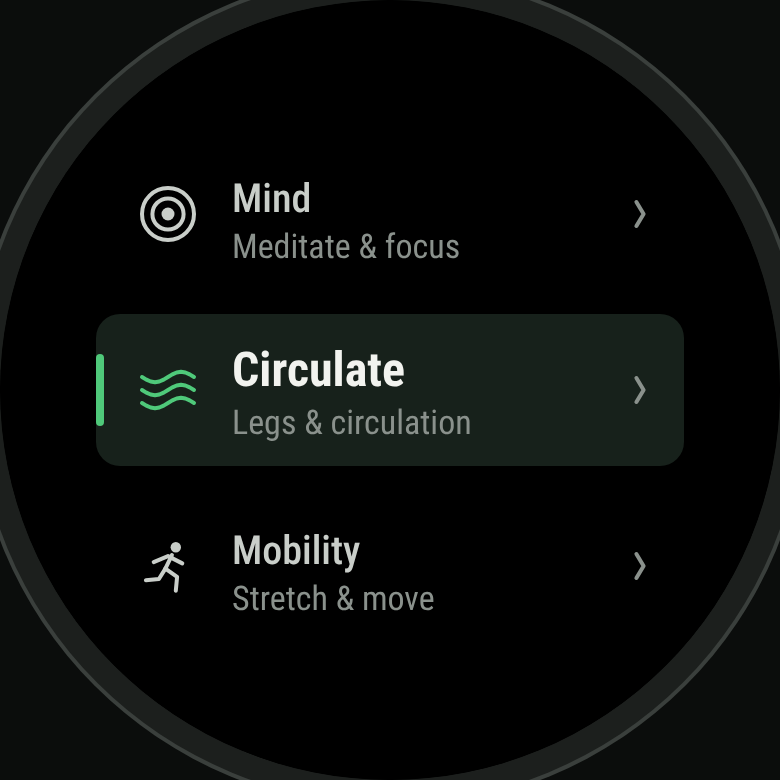 Mind
Meditate & focus
Circulate
Legs & circulation
Mobility
Stretch & move